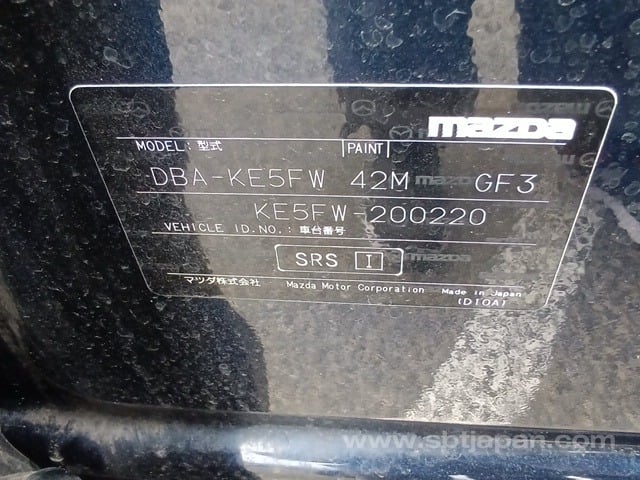 mazda
MODEL: 型式 PAINT
DBA-KE5FW 42M GF3
KE5FW-200220
VEHICLE ID.NO.: 車台番号
SRS I
マツダ株式会社 Mazda Motor Corporation Made in Japan
(D10A)
www.sbtjapan.com